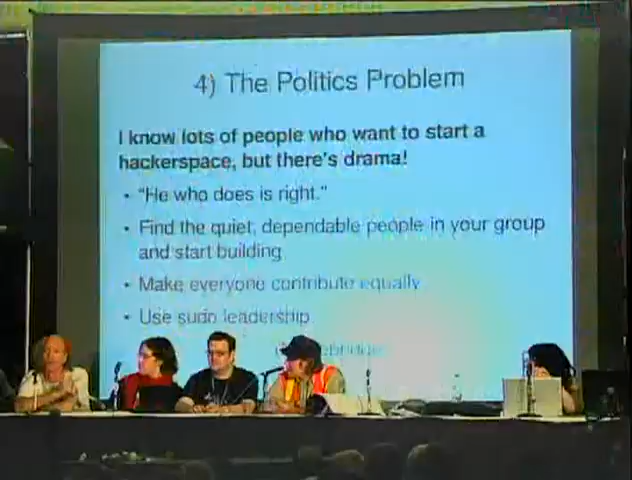 4) The Politics Problem
I know lots of people who want to start a
hackerspace, but there's drama!
• "He who does is right."
• Find the quiet, dependable people in your group
and start building
• Make everyone contribute equally
• Use sudo leadership